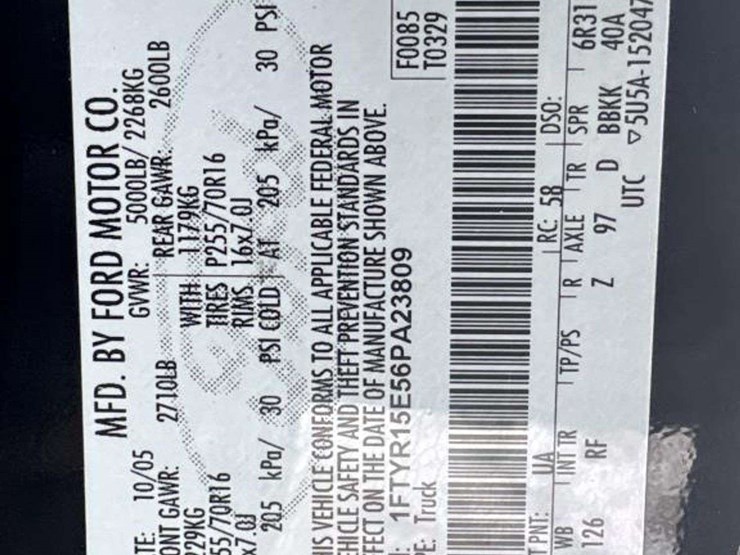 MFD. BY FORD MOTOR CO.
TE: 10/05 GVWR: 5000LB/ 2268KG
ONT GAWR: 2710LB REAR GAWR: 2600LB
29KG WITH 1179KG
55/70R16 TIRES P255/70R16
x7.0J RIMS 16x7.0J
205 kPa/ 30 PSI COLD AT 205 kPa/ 30 PSI
IS VEHICLE CONFORMS TO ALL APPLICABLE FEDERAL MOTOR
EHICLE SAFETY AND THEFT PREVENTION STANDARDS IN
FECT ON THE DATE OF MANUFACTURE SHOWN ABOVE.
: 1FTYR15E56PA23809 F0085
E: Truck T0329
T PNT: UA RC: 58 DSO:
WB INT TR TP/PS R AXLE TR SPR 6R31
126 RF Z 97 D BBKK 40A
UTC ▽5U5A-152047